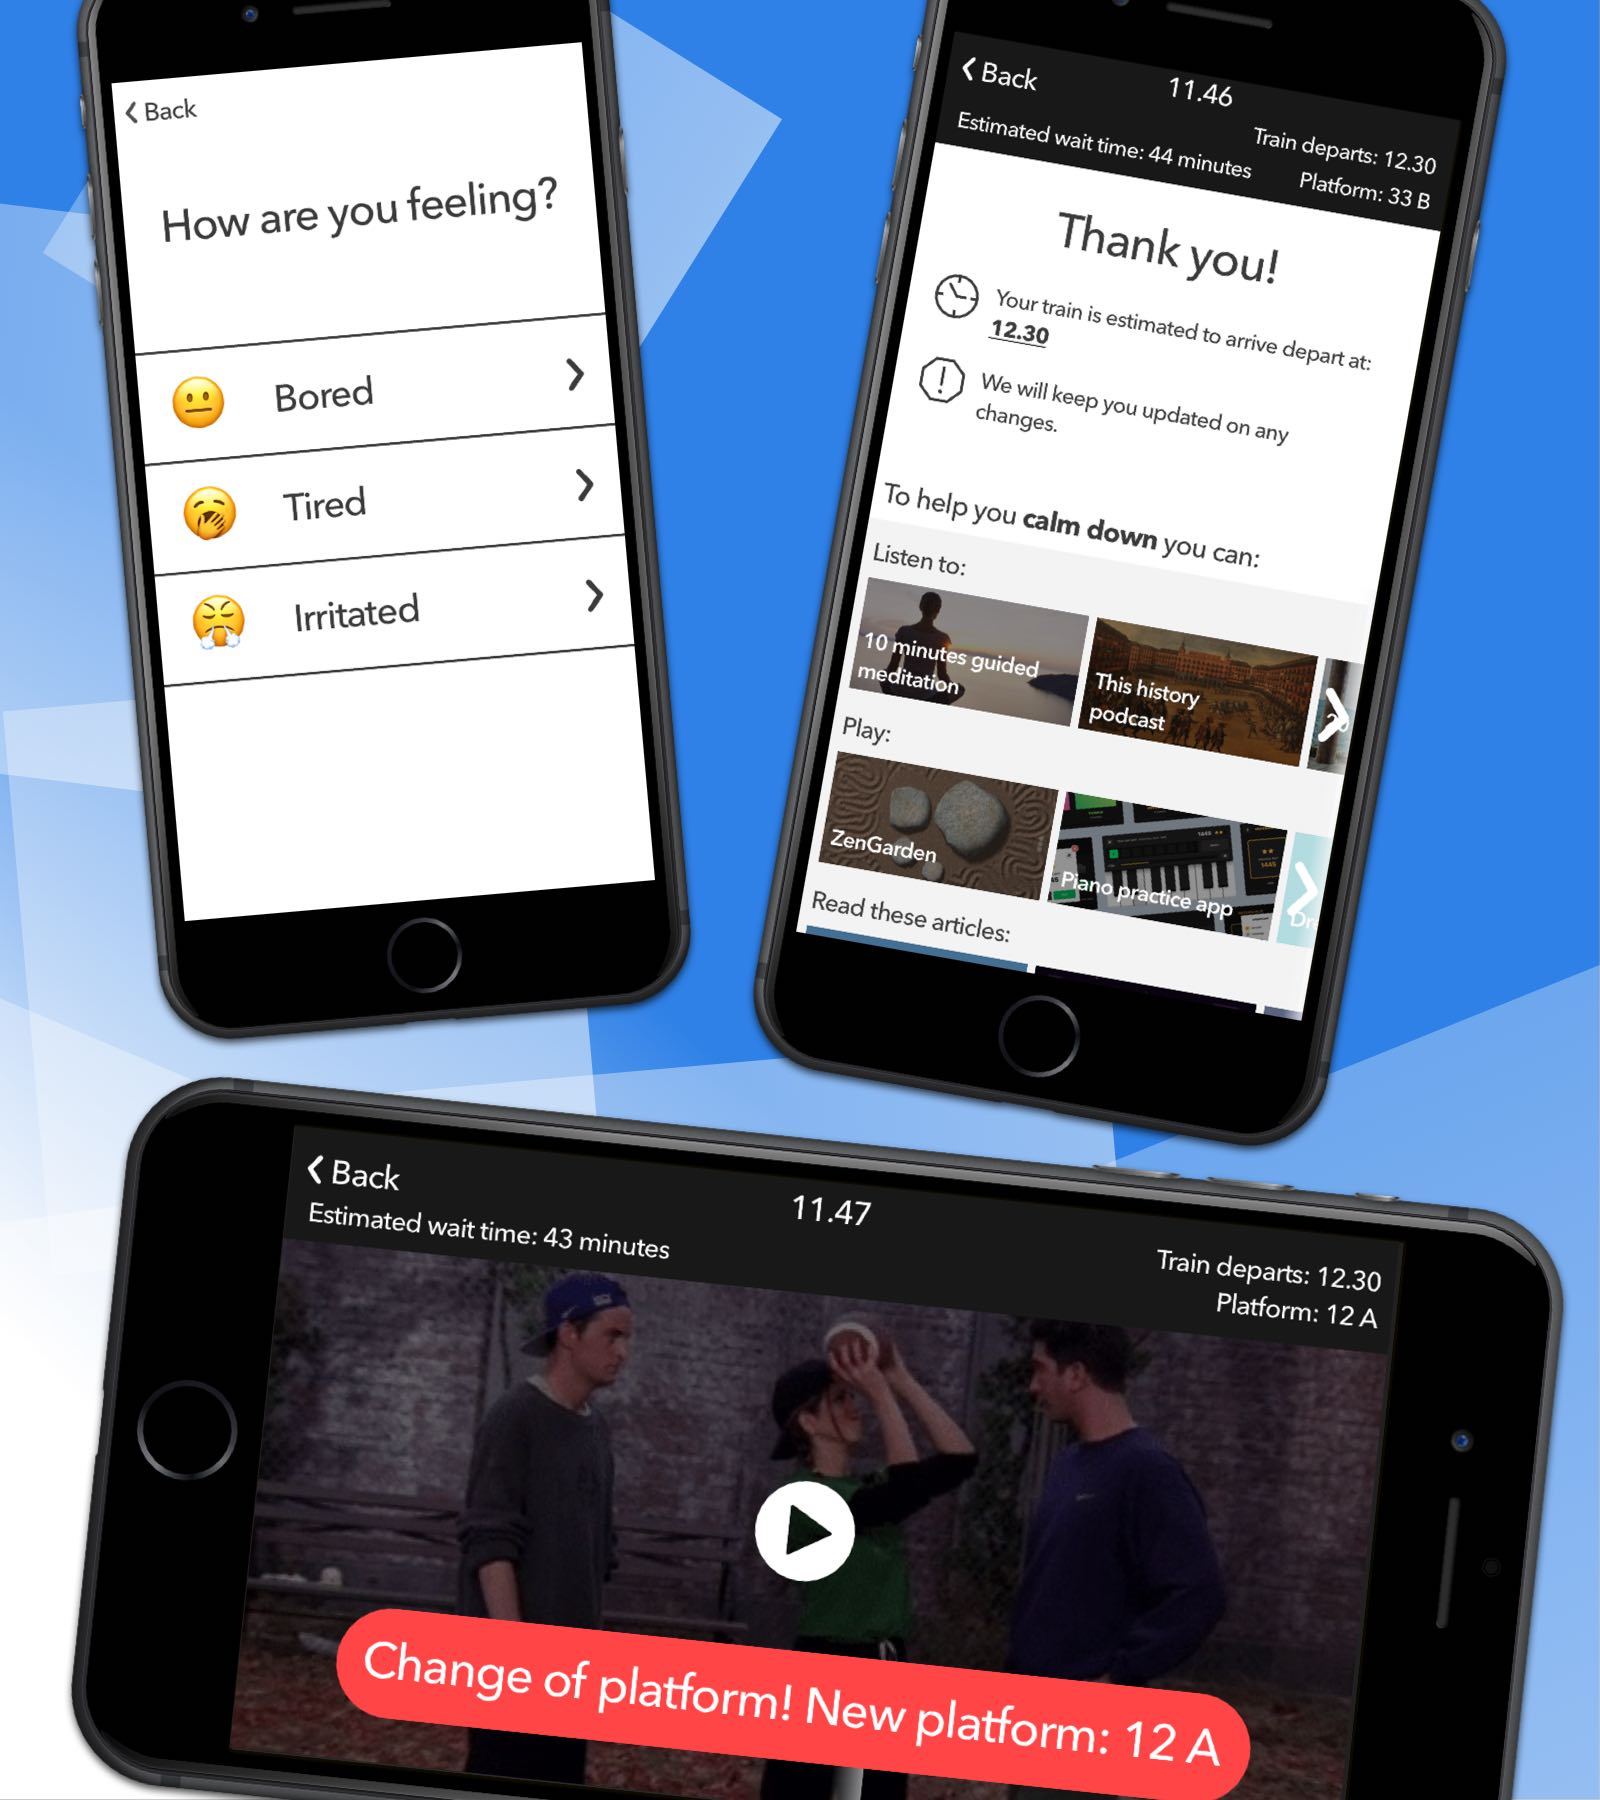 Back
How are you feeling?
Bored
Tired
Irritated
Back
11.46
Estimated wait time: 44 minutes
Train departs: 12.30
Platform: 33 B
Thank you!
Your train is estimated to arrive depart at:
12.30
We will keep you updated on any
changes.
To help you calm down you can:
Listen to:
10 minutes guided
meditation
This history
podcast
Play:
ZenGarden
Piano practice app
Read these articles:
Back
11.47
Estimated wait time: 43 minutes
Train departs: 12.30
Platform: 12 A
Change of platform! New platform: 12 A